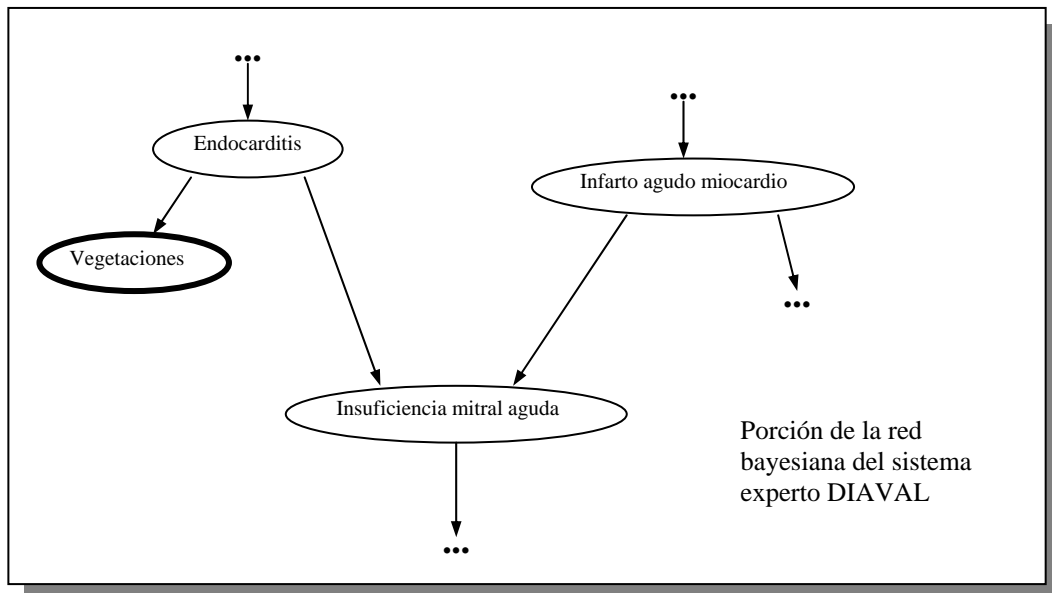 •••
•••
Endocarditis
Infarto agudo miocardio
Vegetaciones
•••
Insuficiencia mitral aguda
Porción de la red
bayesiana del sistema
experto DIAVAL
•••